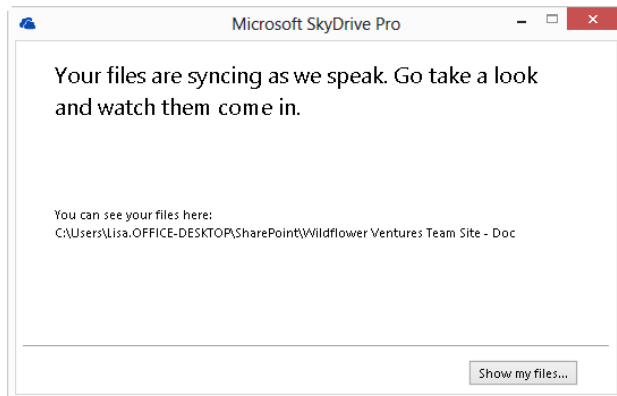 Microsoft SkyDrive Pro
Your files are syncing as we speak. Go take a look
and watch them come in.
You can see your files here:
C:\Users\Lisa.OFFICE-DESKTOP\SharePoint\Wildflower Ventures Team Site - Doc
Show my files...